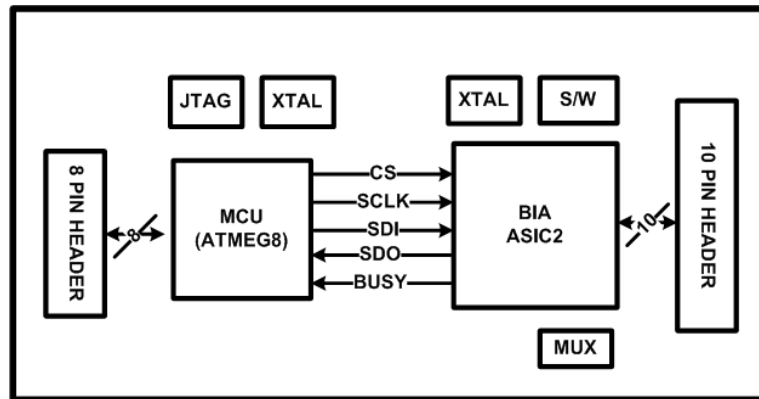 JTAG
XTAL
XTAL
S/W
8 PIN HEADER
8
MCU
(ATMEG8)
CS
SCLK
SDI
SDO
BUSY
BIA
ASIC2
10
10 PIN HEADER
MUX